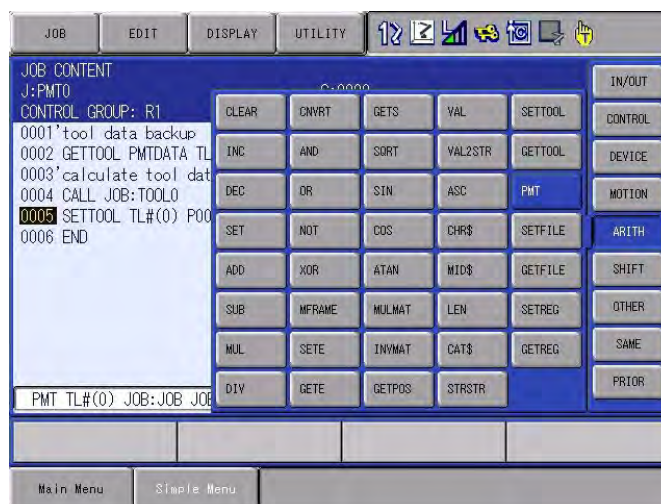 JOB EDIT DISPLAY UTILITY
JOB CONTENT
J:PMT0
CONTROL GROUP: R1
0001'tool data backup
0002 GETTOOL PMTDATA TL
0003'calculate tool dat
0004 CALL JOB:TOOL0
0005 SETTOOL TL#(0) P00
0006 END
CLEAR CNVRT GETS VAL SETTOOL
INC AND SQRT VAL2STR GETTOOL
DEC OR SIN ASC PMT
SET NOT COS CHR$ SETFILE
ADD XOR ATAN MID$ GETFILE
SUB MFRAME MULMAT LEN SETREG
MUL SETE INVMAT CAT$ GETREG
DIV GETE GETPOS STRSTR
IN/OUT
CONTROL
DEVICE
MOTION
ARITH
SHIFT
OTHER
SAME
PRIOR
PMT TL#(0) JOB:JOB JOB
Main Menu Simple Menu